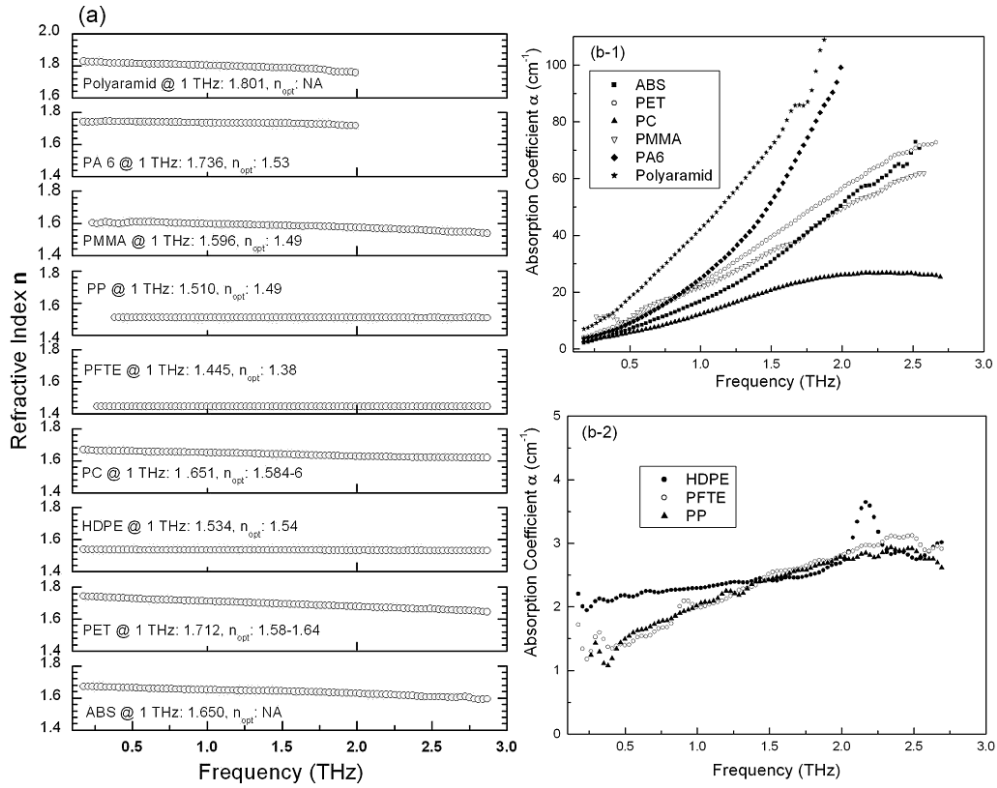 (a)
Refractive Index n
2.0
1.8
1.6
Polyaramid @ 1 THz: 1.801, nopt: NA
1.8
1.6
1.4
PA 6 @ 1 THz: 1.736, nopt: 1.53
1.8
1.6
1.4
PMMA @ 1 THz: 1.596, nopt: 1.49
1.8
1.6
1.4
PP @ 1 THz: 1.510, nopt: 1.49
1.8
1.6
1.4
PFTE @ 1 THz: 1.445, nopt: 1.38
1.8
1.6
1.4
PC @ 1 THz: 1.651, nopt: 1.584-6
1.8
1.6
1.4
HDPE @ 1 THz: 1.534, nopt: 1.54
1.8
1.6
1.4
PET @ 1 THz: 1.712, nopt: 1.58-1.64
1.8
1.6
1.4
ABS @ 1 THz: 1.650, nopt: NA
0.5 1.0 1.5 2.0 2.5 3.0
Frequency (THz)
(b-1)
Absorption Coefficient α (cm-1)
100
80
60
40
20
0
ABS
PET
PC
PMMA
PA6
Polyaramid
0.5 1.0 1.5 2.0 2.5 3.0
Frequency (THz)
(b-2)
Absorption Coefficient α (cm-1)
5
4
3
2
1
0
HDPE
PFTE
PP
0.5 1.0 1.5 2.0 2.5 3.0
Frequency (THz)